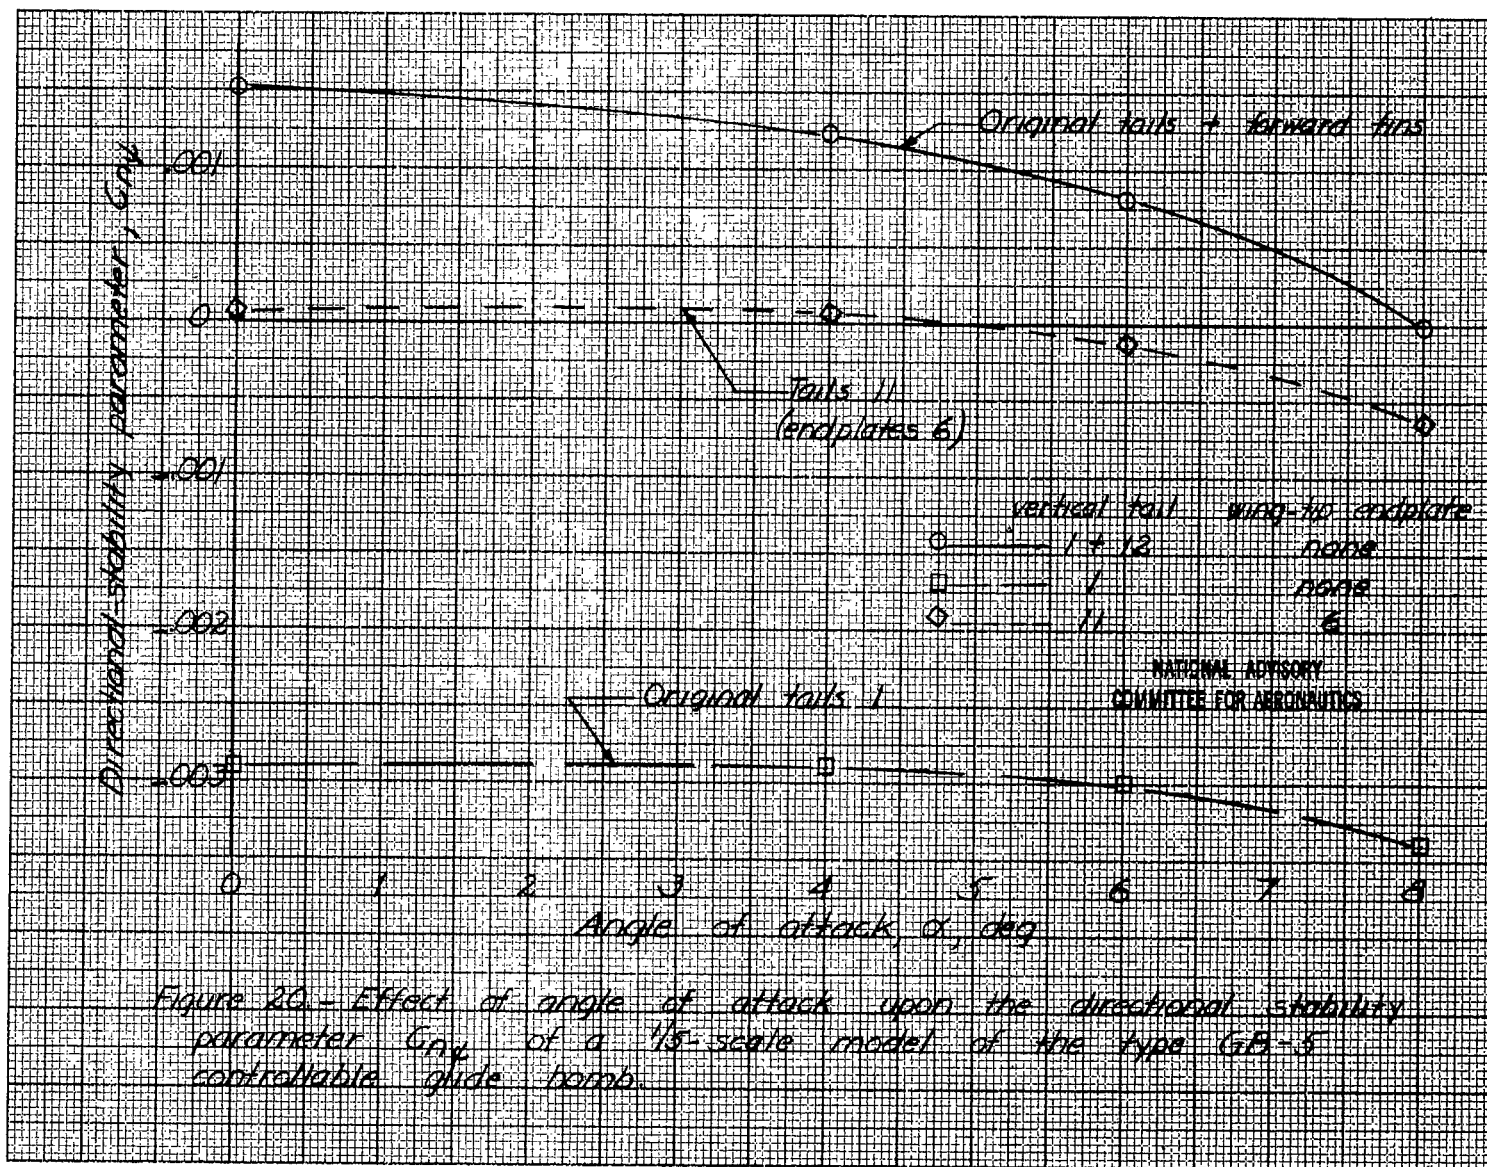 Original tails + forward fins
Directional-stability parameter, Cnψ
.001
0
-.001
-.002
-.003
Tails 11
(endplates 6)
vertical tail wing-tip endplate
1 + 12 none
1 none
11 6
NATIONAL ADVISORY
COMMITTEE FOR AERONAUTICS
Original tails 1
0 1 2 3 4 5 6 7 8
Angle of attack, α, deg
Figure 20.- Effect of angle of attack upon the directional stability
parameter Cnψ of a 1/5-scale model of the type GB-5
controllable glide bomb.